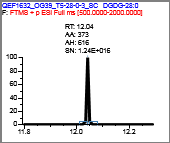 QEF1632_OG39_T5-28-0-3_SC DGDG-28:0
F: FTMS + p ESI Full ms [500.0000-2000.0000]
RT: 12.04
AA: 373
AH: 616
SN: 1.24E+016
100
80
60
40
20
0
11.8
12.0
12.2